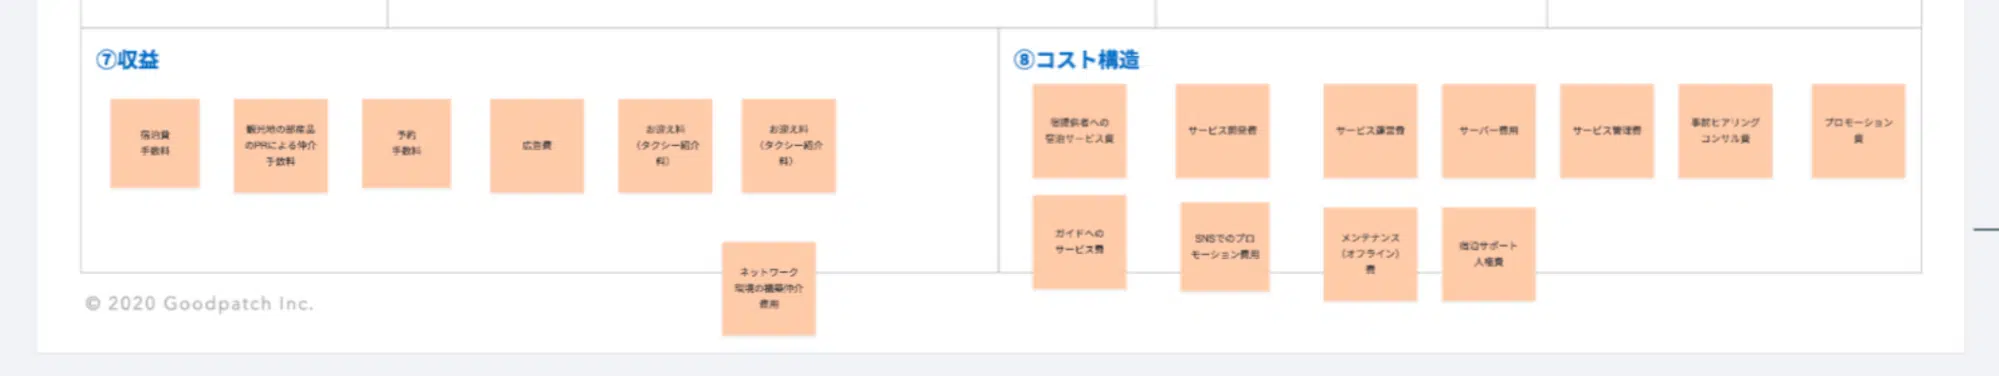 ⑦収益
宿泊費
手数料
観光地の部産品
のPRによる仲介
手数料
予約
手数料
広告費
お迎え料
(タクシー紹介
料)
お迎え料
(タクシー紹介
料)
ネットワーク
環境の構築仲介
費用
⑧コスト構造
宿提供者への
宿泊サービス費
サービス開発費
サービス運営費
サーバー費用
サービス管理費
事前ヒアリング
コンサル費
プロモーション
費
ガイドへの
サービス費
SNSでのプロ
モーション費用
メンテナンス
(オフライン)
費
宿泊サポート
人権費
© 2020 Goodpatch Inc.